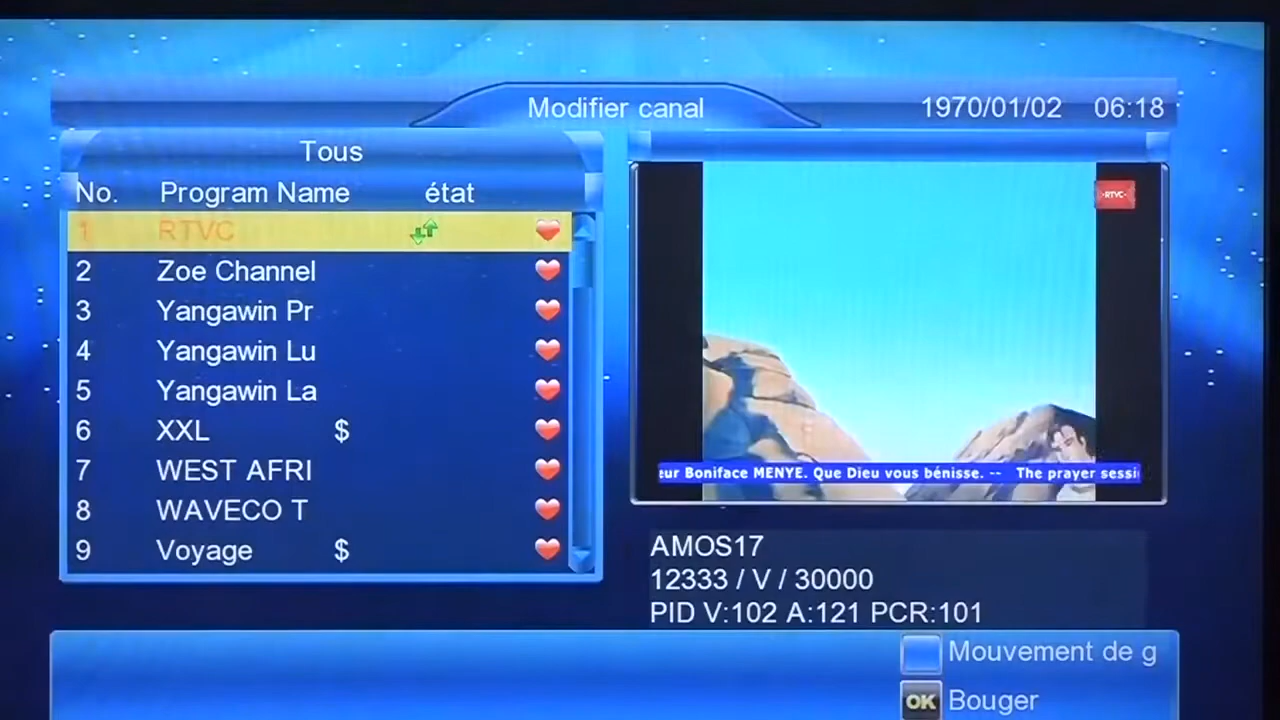 Modifier canal
1970/01/02 06:18
Tous
No. Program Name état
1 RTVC
2 Zoe Channel
3 Yangawin Pr
4 Yangawin Lu
5 Yangawin La
6 XXL $
7 WEST AFRI
8 WAVECO T
9 Voyage $
-RTVC-
eur Boniface MENYE. Que Dieu vous bénisse. -- The prayer sessi
AMOS17
12333 / V / 30000
PID V:102 A:121 PCR:101
Mouvement de g
OK Bouger